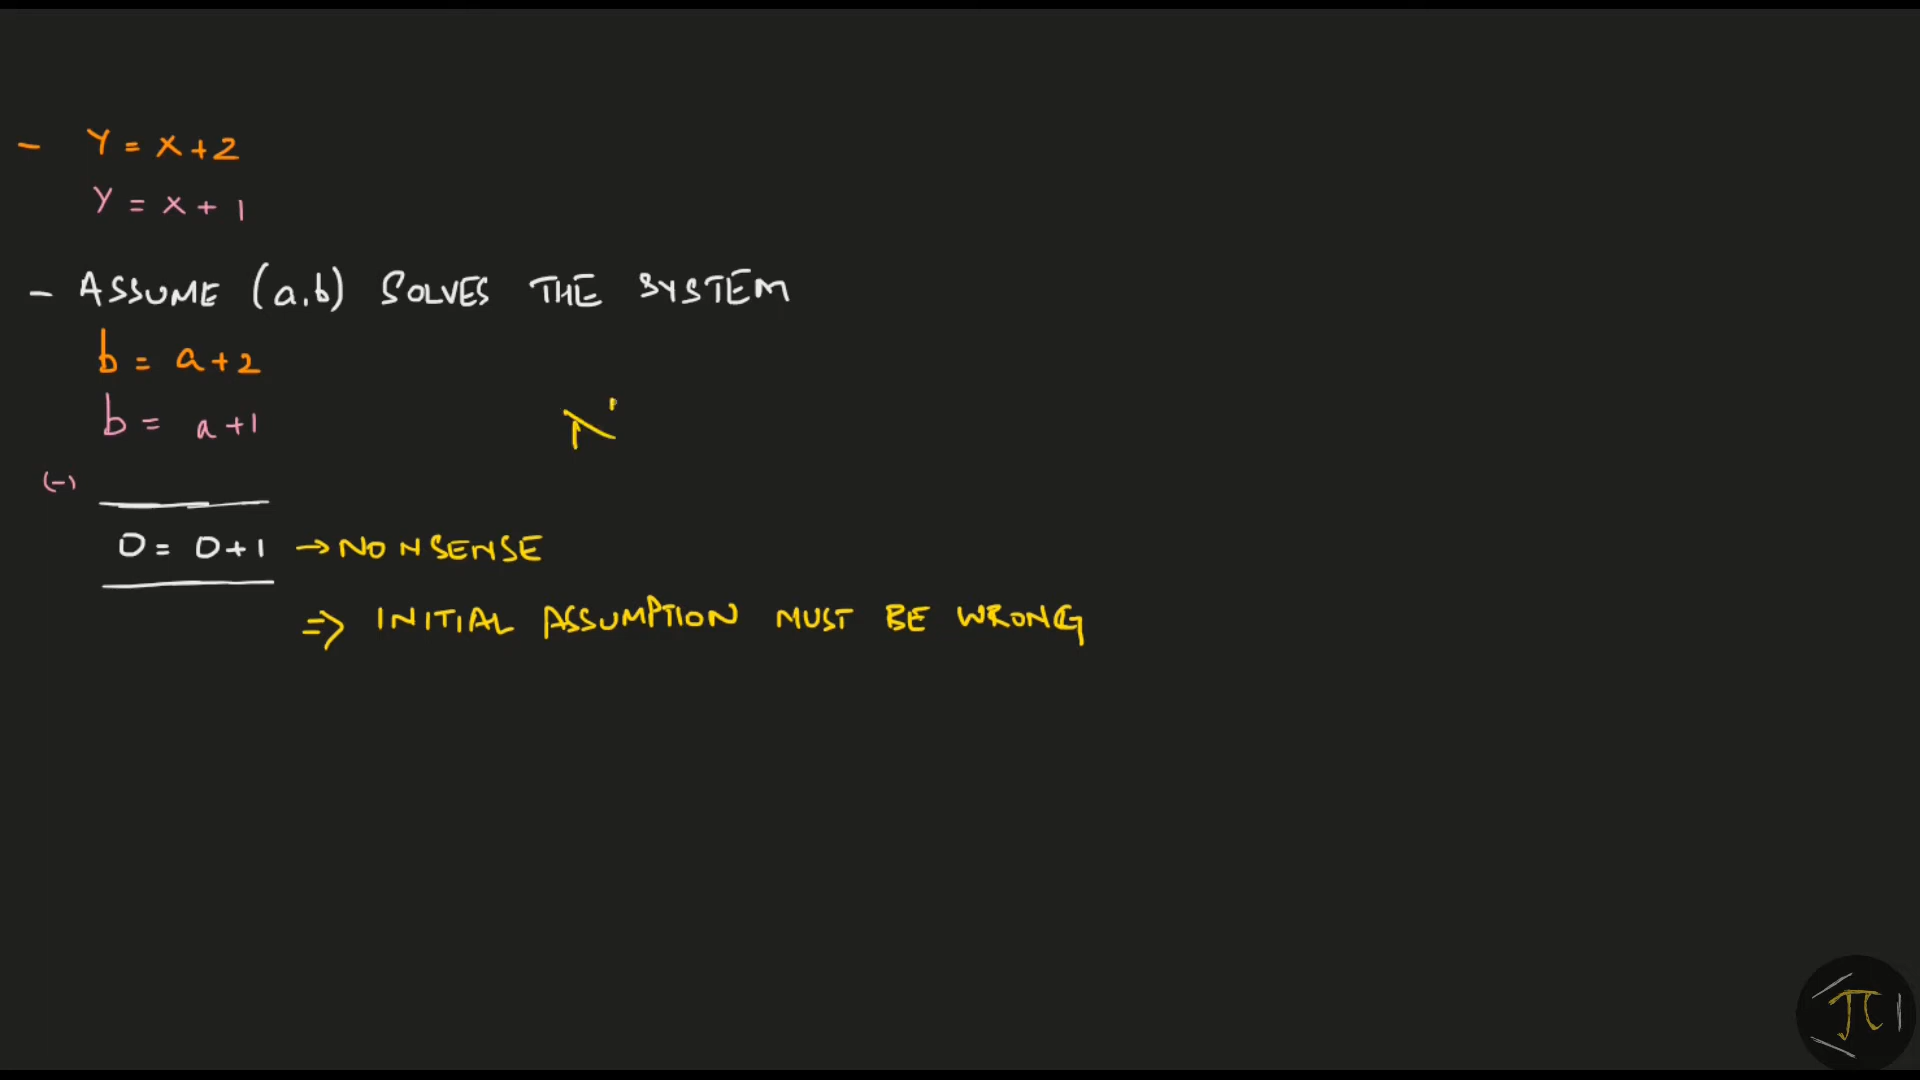 - Y = X + 2
Y = X + 1
- ASSUME (a,b) SOLVES THE SYSTEM
b = a + 2
b = a + 1
(-)
0 = 0 + 1 → NONSENSE
⇒ INITIAL ASSUMPTION MUST BE WRONG